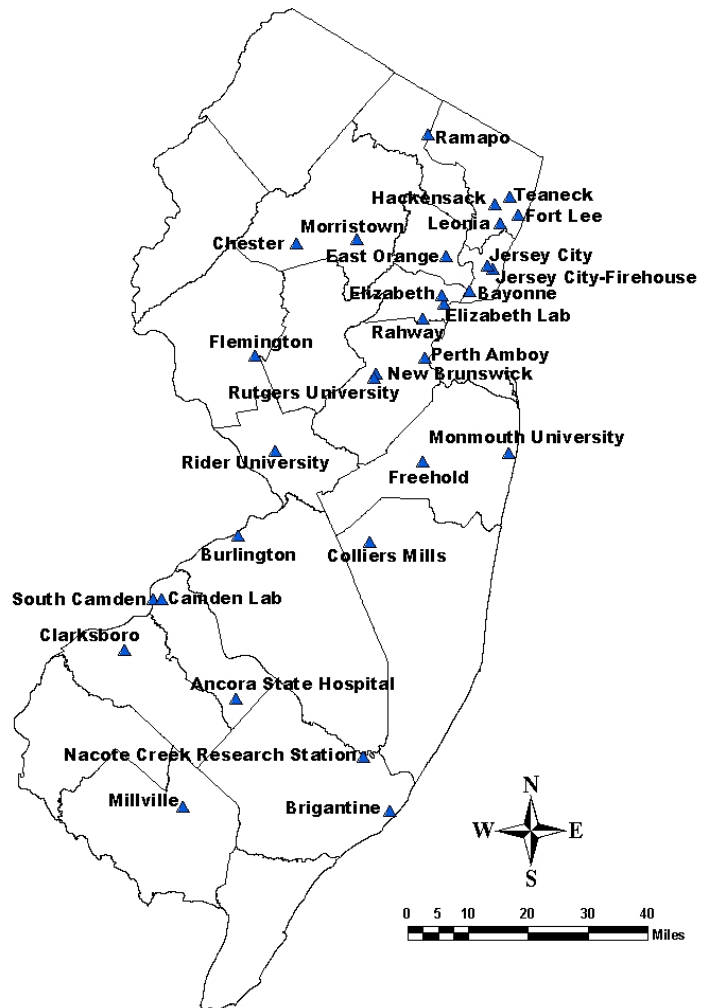 Ramapo
Hackensack
Teaneck
Leonia
Fort Lee
Morristown
Chester
East Orange
Jersey City
Jersey City-Firehouse
Elizabeth
Bayonne
Elizabeth Lab
Rahway
Flemington
Perth Amboy
New Brunswick
Rutgers University
Monmouth University
Rider University
Freehold
Burlington
Colliers Mills
South Camden
Camden Lab
Clarksboro
Ancora State Hospital
Nacote Creek Research Station
Millville
Brigantine
N
W
E
S
0 5 10 20 30 40
Miles